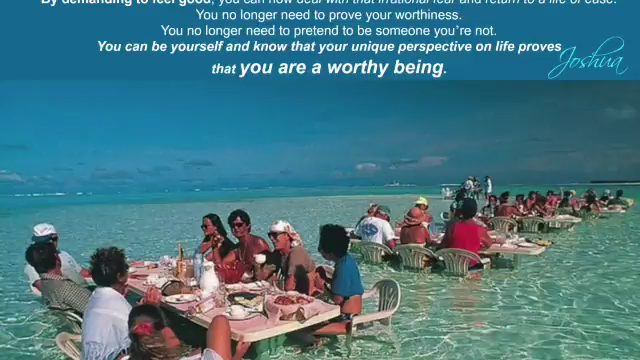 By demanding to feel good, you can now deal with that irrational fear and return to a life of ease.
You no longer need to prove your worthiness.
You no longer need to pretend to be someone you're not.
You can be yourself and know that your unique perspective on life proves
that you are a worthy being.
Joshua